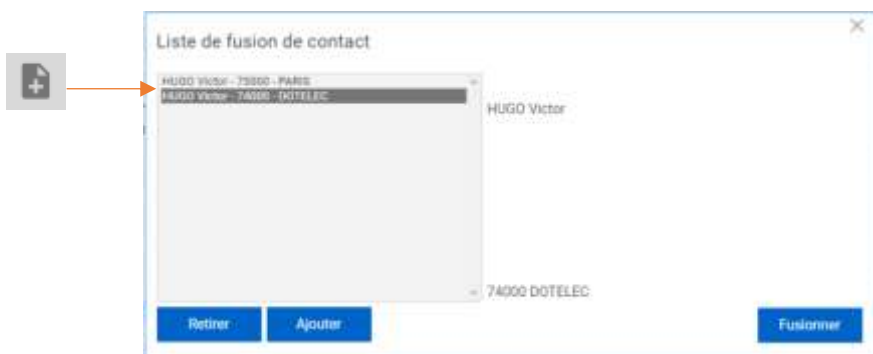 Liste de fusion de contact
HUGO Victor - 75000 - PARIS
HUGO Victor - 74000 - DOTELEC
HUGO Victor
74000 DOTELEC
Retirer
Ajouter
Fusionner